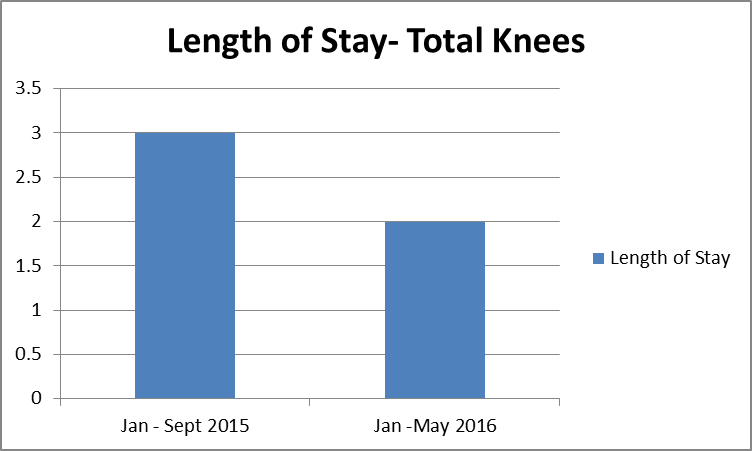 Length of Stay- Total Knees
3.5
3
2.5
2
1.5
1
0.5
0
Jan - Sept 2015
Jan -May 2016
Length of Stay